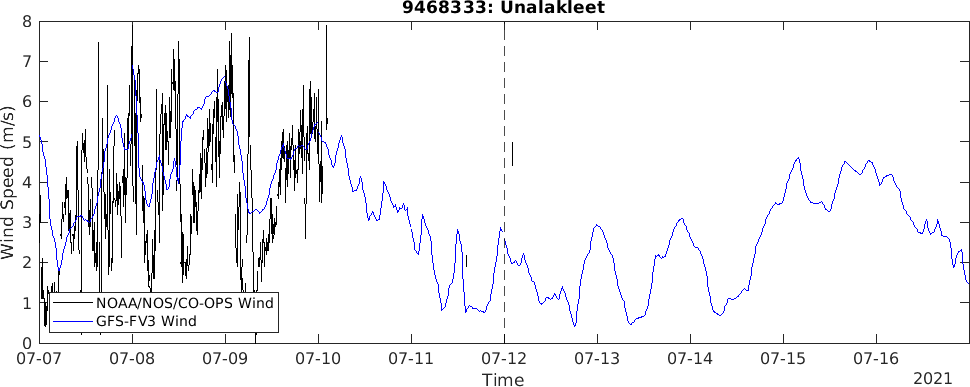 9468333: Unalakleet
8
7
6
5
4
3
2
1
0
Wind Speed (m/s)
NOAA/NOS/CO-OPS Wind
GFS-FV3 Wind
07-07 07-08 07-09 07-10 07-11 07-12 07-13 07-14 07-15 07-16
Time
2021